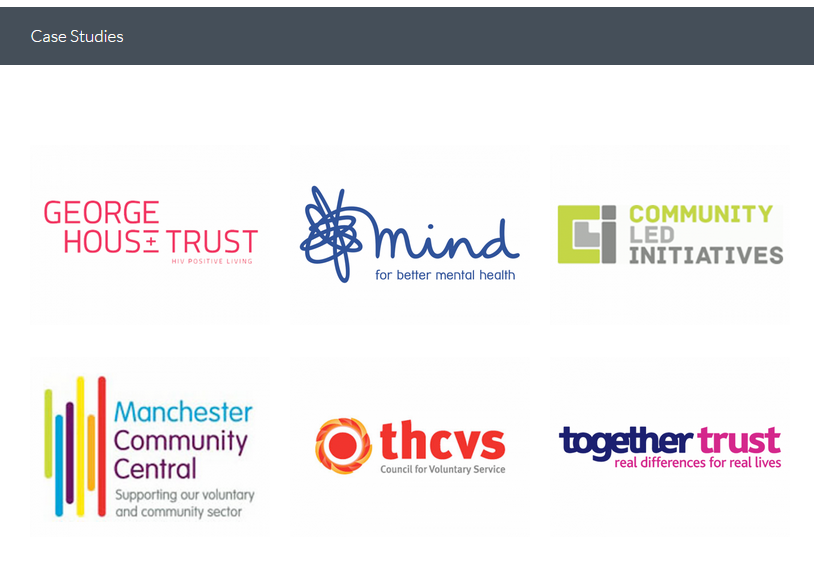 Case Studies
GEORGE
HOUSE TRUST
HIV POSITIVE LIVING
mind
for better mental health
COMMUNITY
LED
INITIATIVES
Manchester
Community
Central
Supporting our voluntary
and community sector
thcvs
Council for Voluntary Service
together trust
real differences for real lives